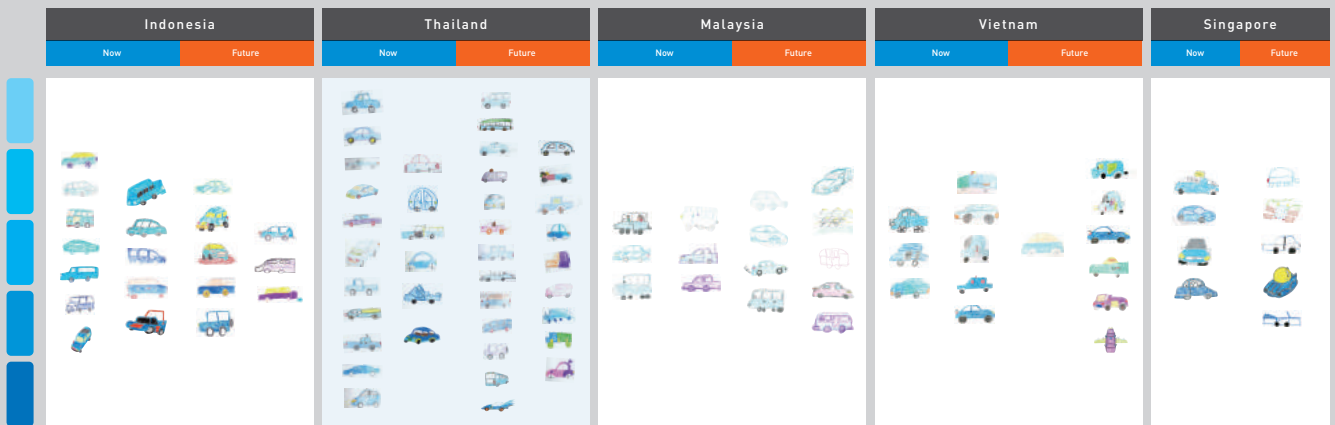 Indonesia
Now Future
Thailand
Now Future
Malaysia
Now Future
Vietnam
Now Future
Singapore
Now Future